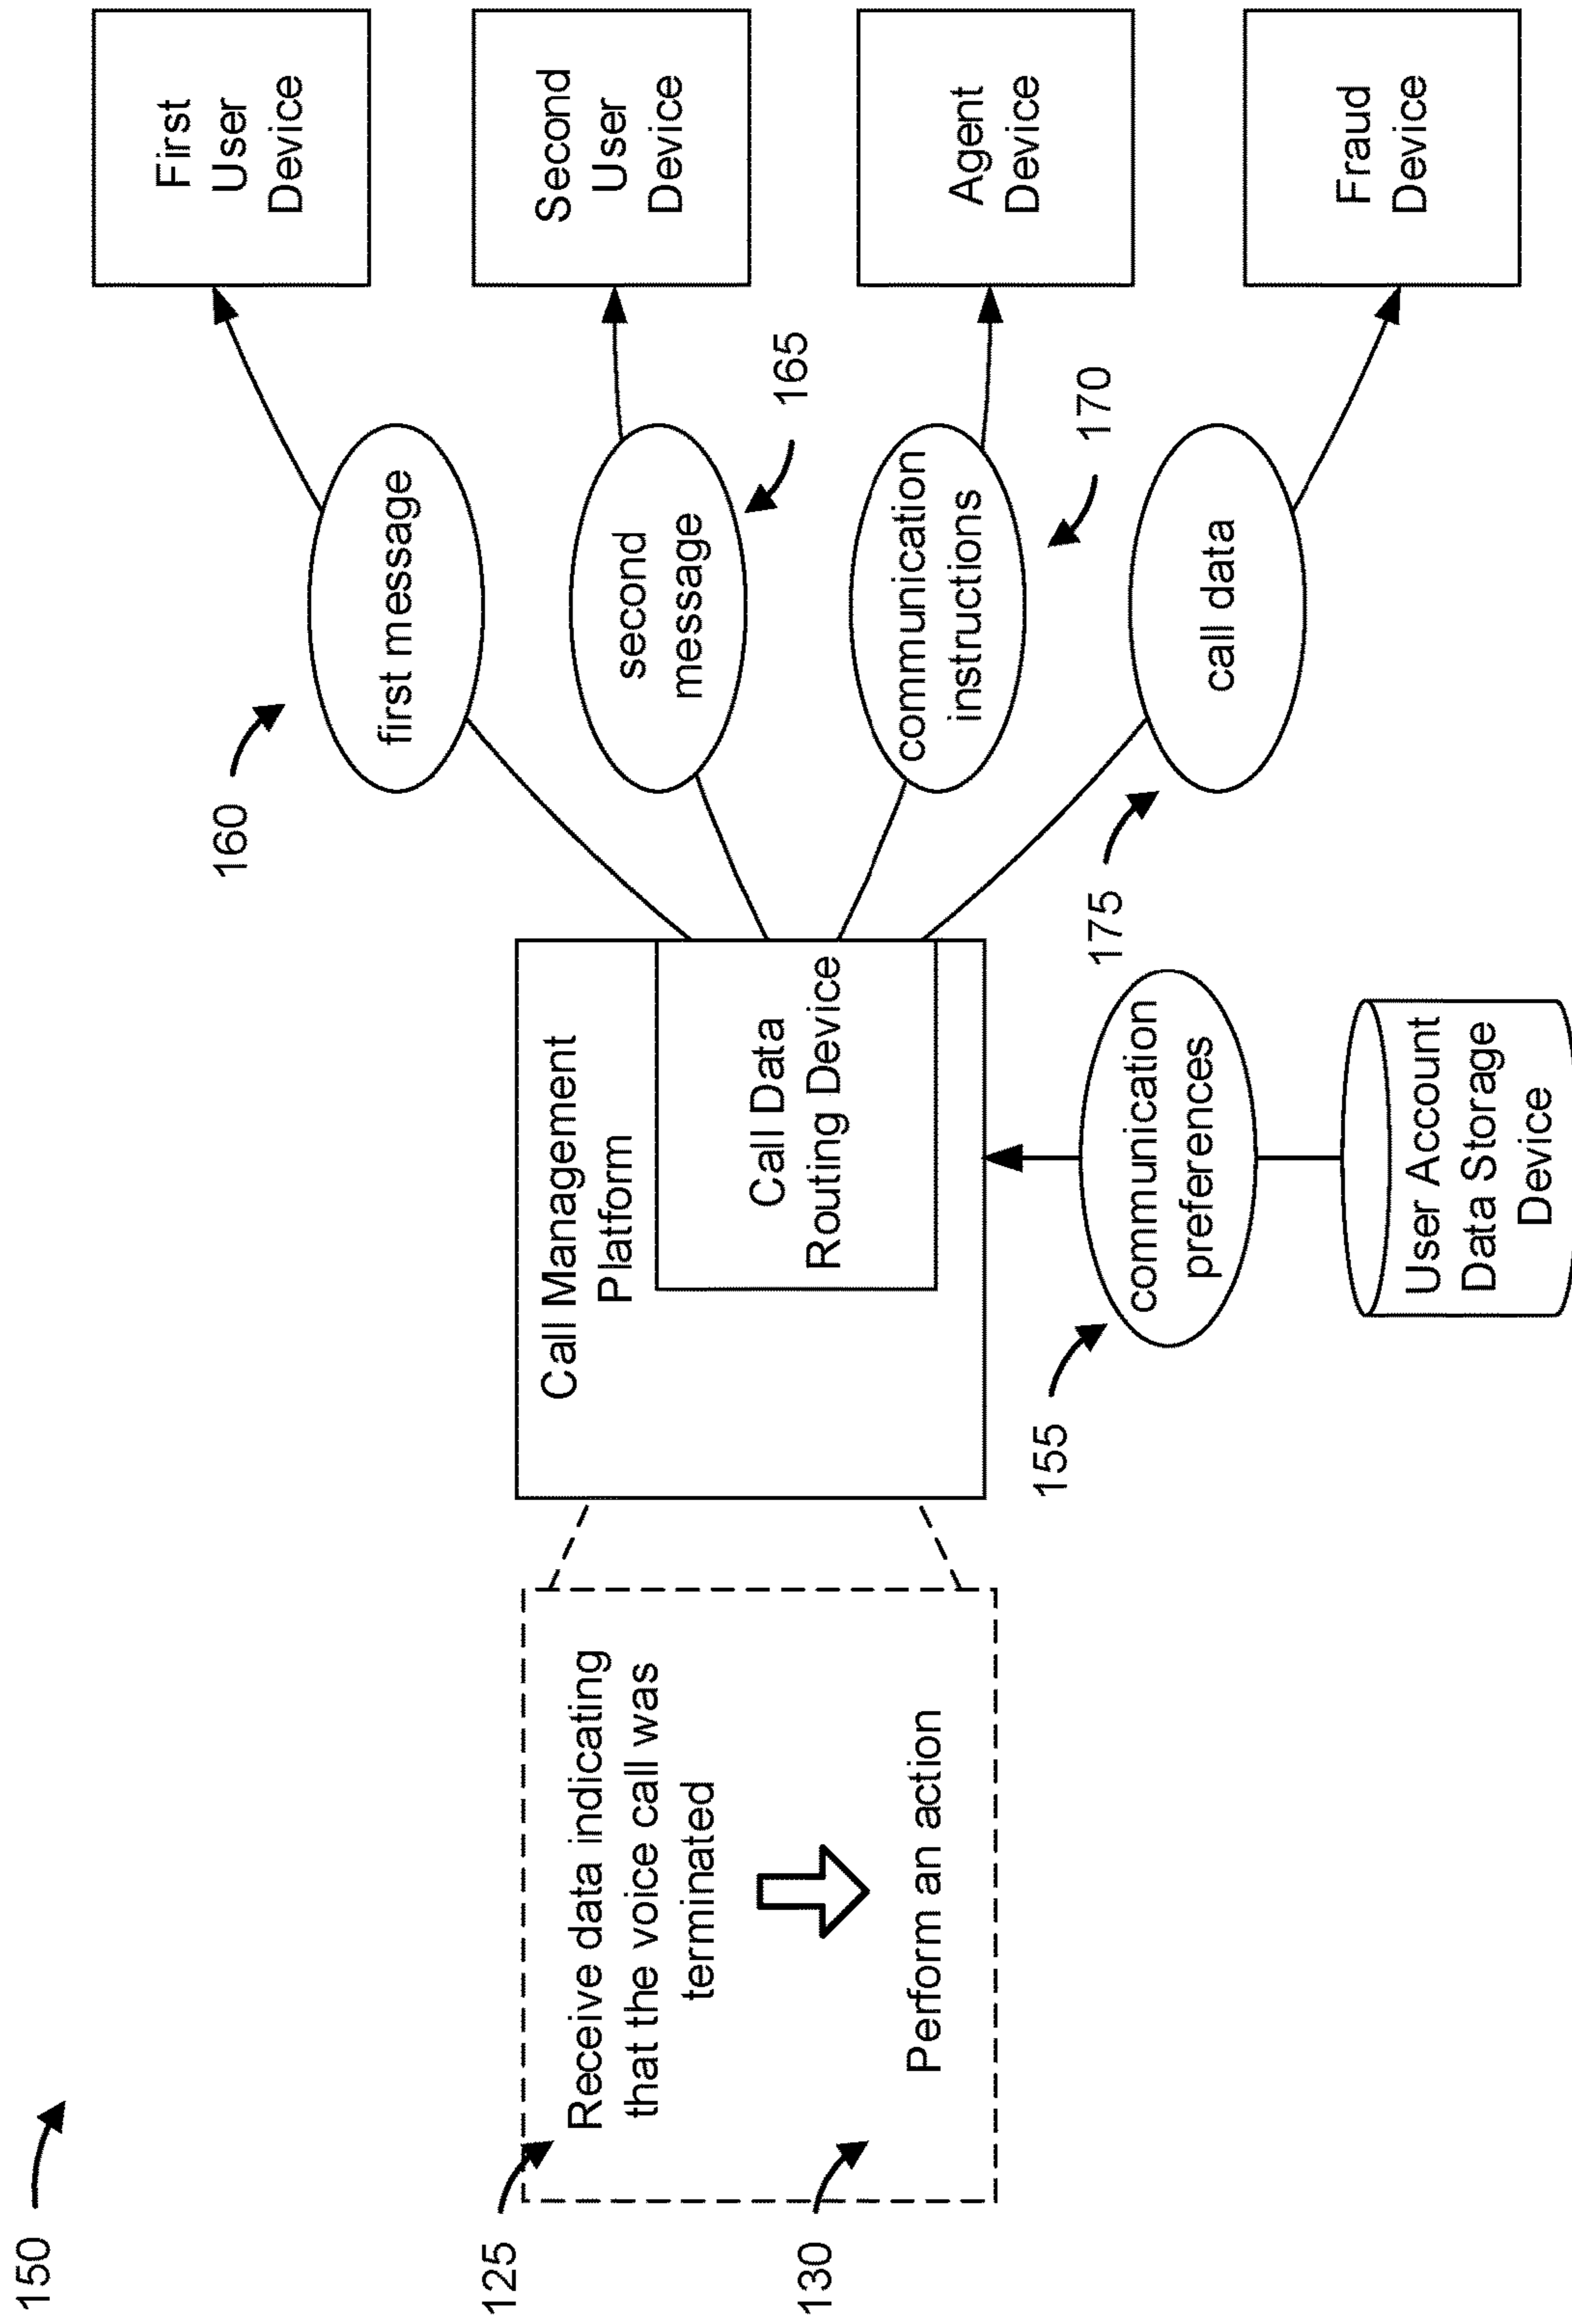 150
125
Receive data indicating
that the voice call was
terminated
130
Perform an action
Call Management
Platform
Call Data
Routing Device
155
communication
preferences
User Account
Data Storage
Device
160
first message
second
message
165
communication
instructions
170
175
call data
First
User
Device
Second
User
Device
Agent
Device
Fraud
Device